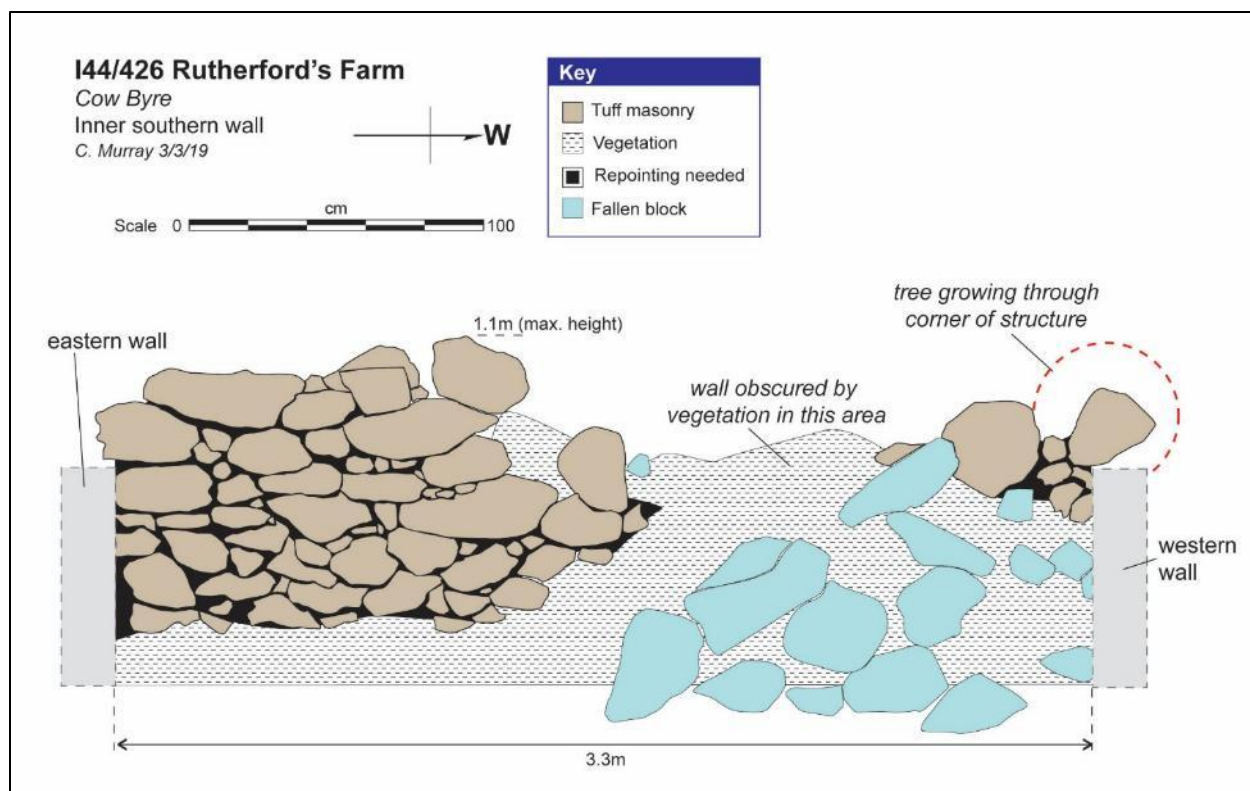 I44/426 Rutherford's Farm
Cow Byre
Inner southern wall
C. Murray 3/3/19
W
cm
Scale 0 100
Key
Tuff masonry
Vegetation
Repointing needed
Fallen block
tree growing through
corner of structure
1.1m (max. height)
eastern wall
wall obscured by
vegetation in this area
western
wall
3.3m